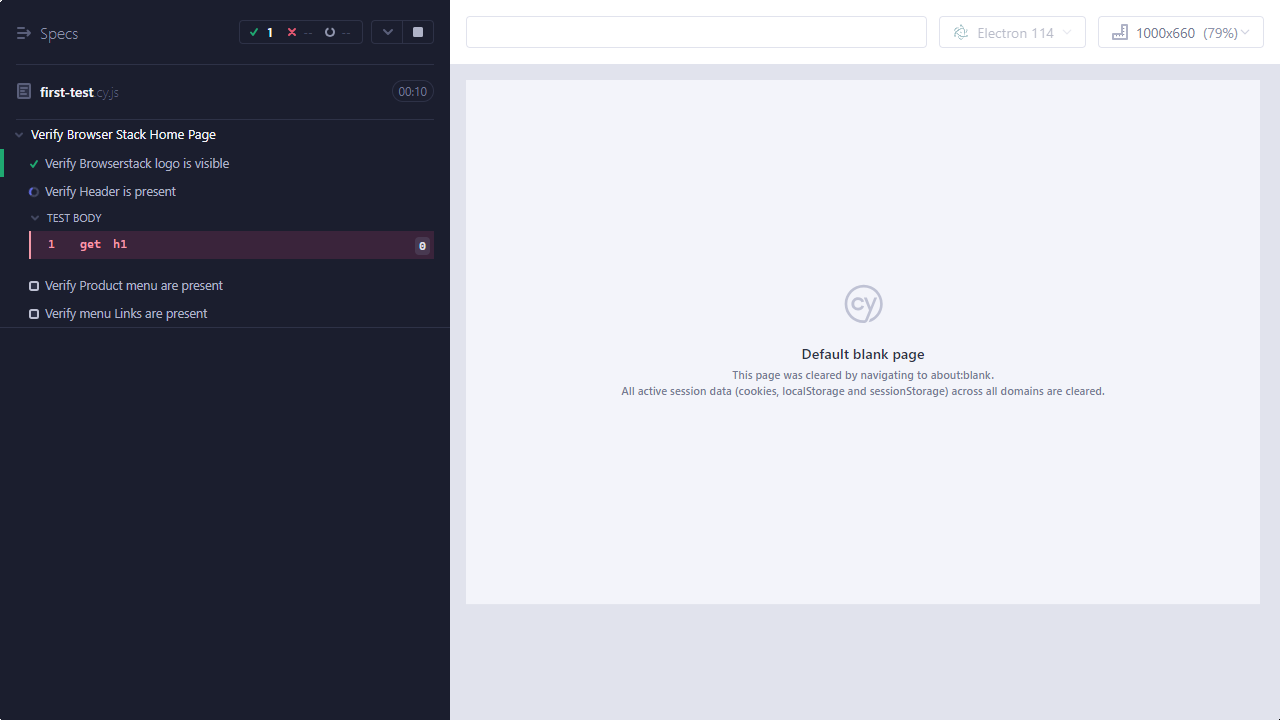 Specs
1 -- --
Electron 114
1000x660 (79%)
first-test.cy.js
00:10
Verify Browser Stack Home Page
Verify Browserstack logo is visible
Verify Header is present
TEST BODY
1 get h1 0
Verify Product menu are present
Verify menu Links are present
cy
Default blank page
This page was cleared by navigating to about:blank.
All active session data (cookies, localStorage and sessionStorage) across all domains are cleared.